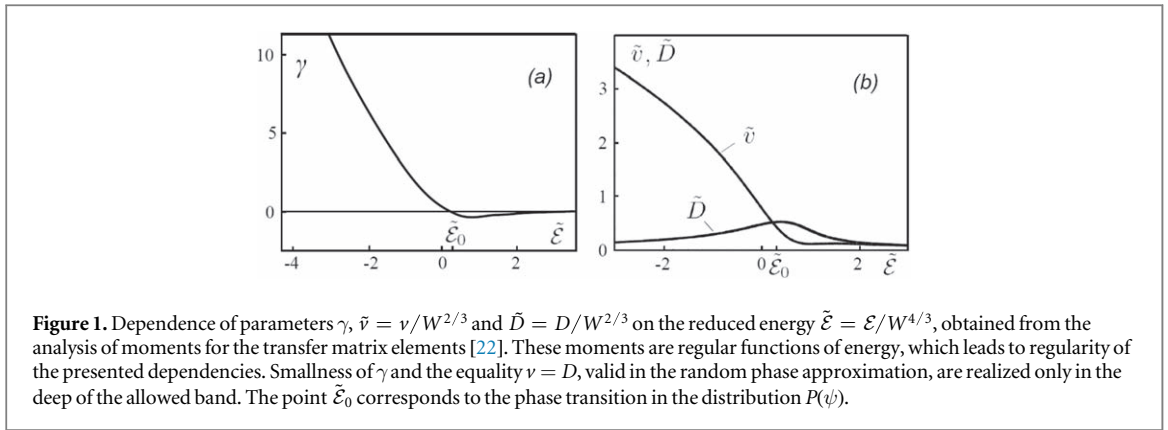 10
γ
(a)
5
0
Ẽ₀
Ẽ
-4
-2
0
2
ṽ, D̃
(b)
3
ṽ
2
1
D̃
0
-2
0
Ẽ₀
2
Ẽ
Figure 1. Dependence of parameters γ, ṽ = v/W^{2/3} and D̃ = D/W^{2/3} on the reduced energy Ẽ = E/W^{4/3}, obtained from the
analysis of moments for the transfer matrix elements [22]. These moments are regular functions of energy, which leads to regularity of
the presented dependencies. Smallness of γ and the equality v = D, valid in the random phase approximation, are realized only in the
deep of the allowed band. The point Ẽ₀ corresponds to the phase transition in the distribution P(ψ).